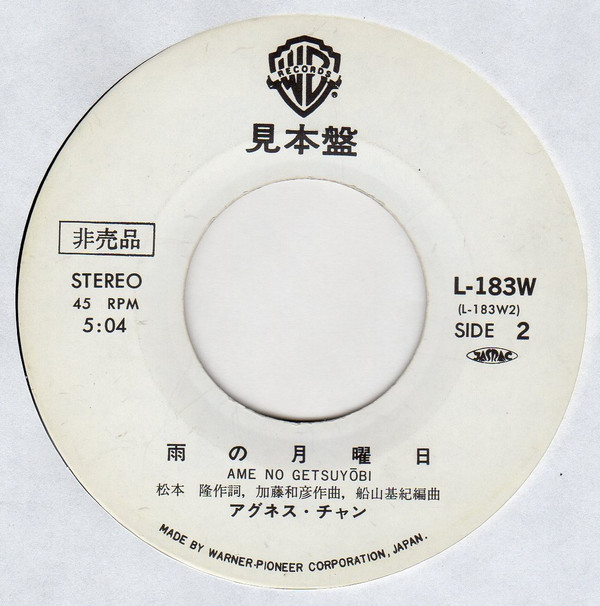 WB
RECORDS
®
見本盤
非売品
STEREO
45 RPM
5:04
L-183W
(L-183W2)
SIDE 2
JASRAC
雨の月曜日
AME NO GETSUYŌBI
松本 隆作詞, 加藤和彦作曲, 船山基紀編曲
アグネス・チャン
MADE BY WARNER-PIONEER CORPORATION, JAPAN.